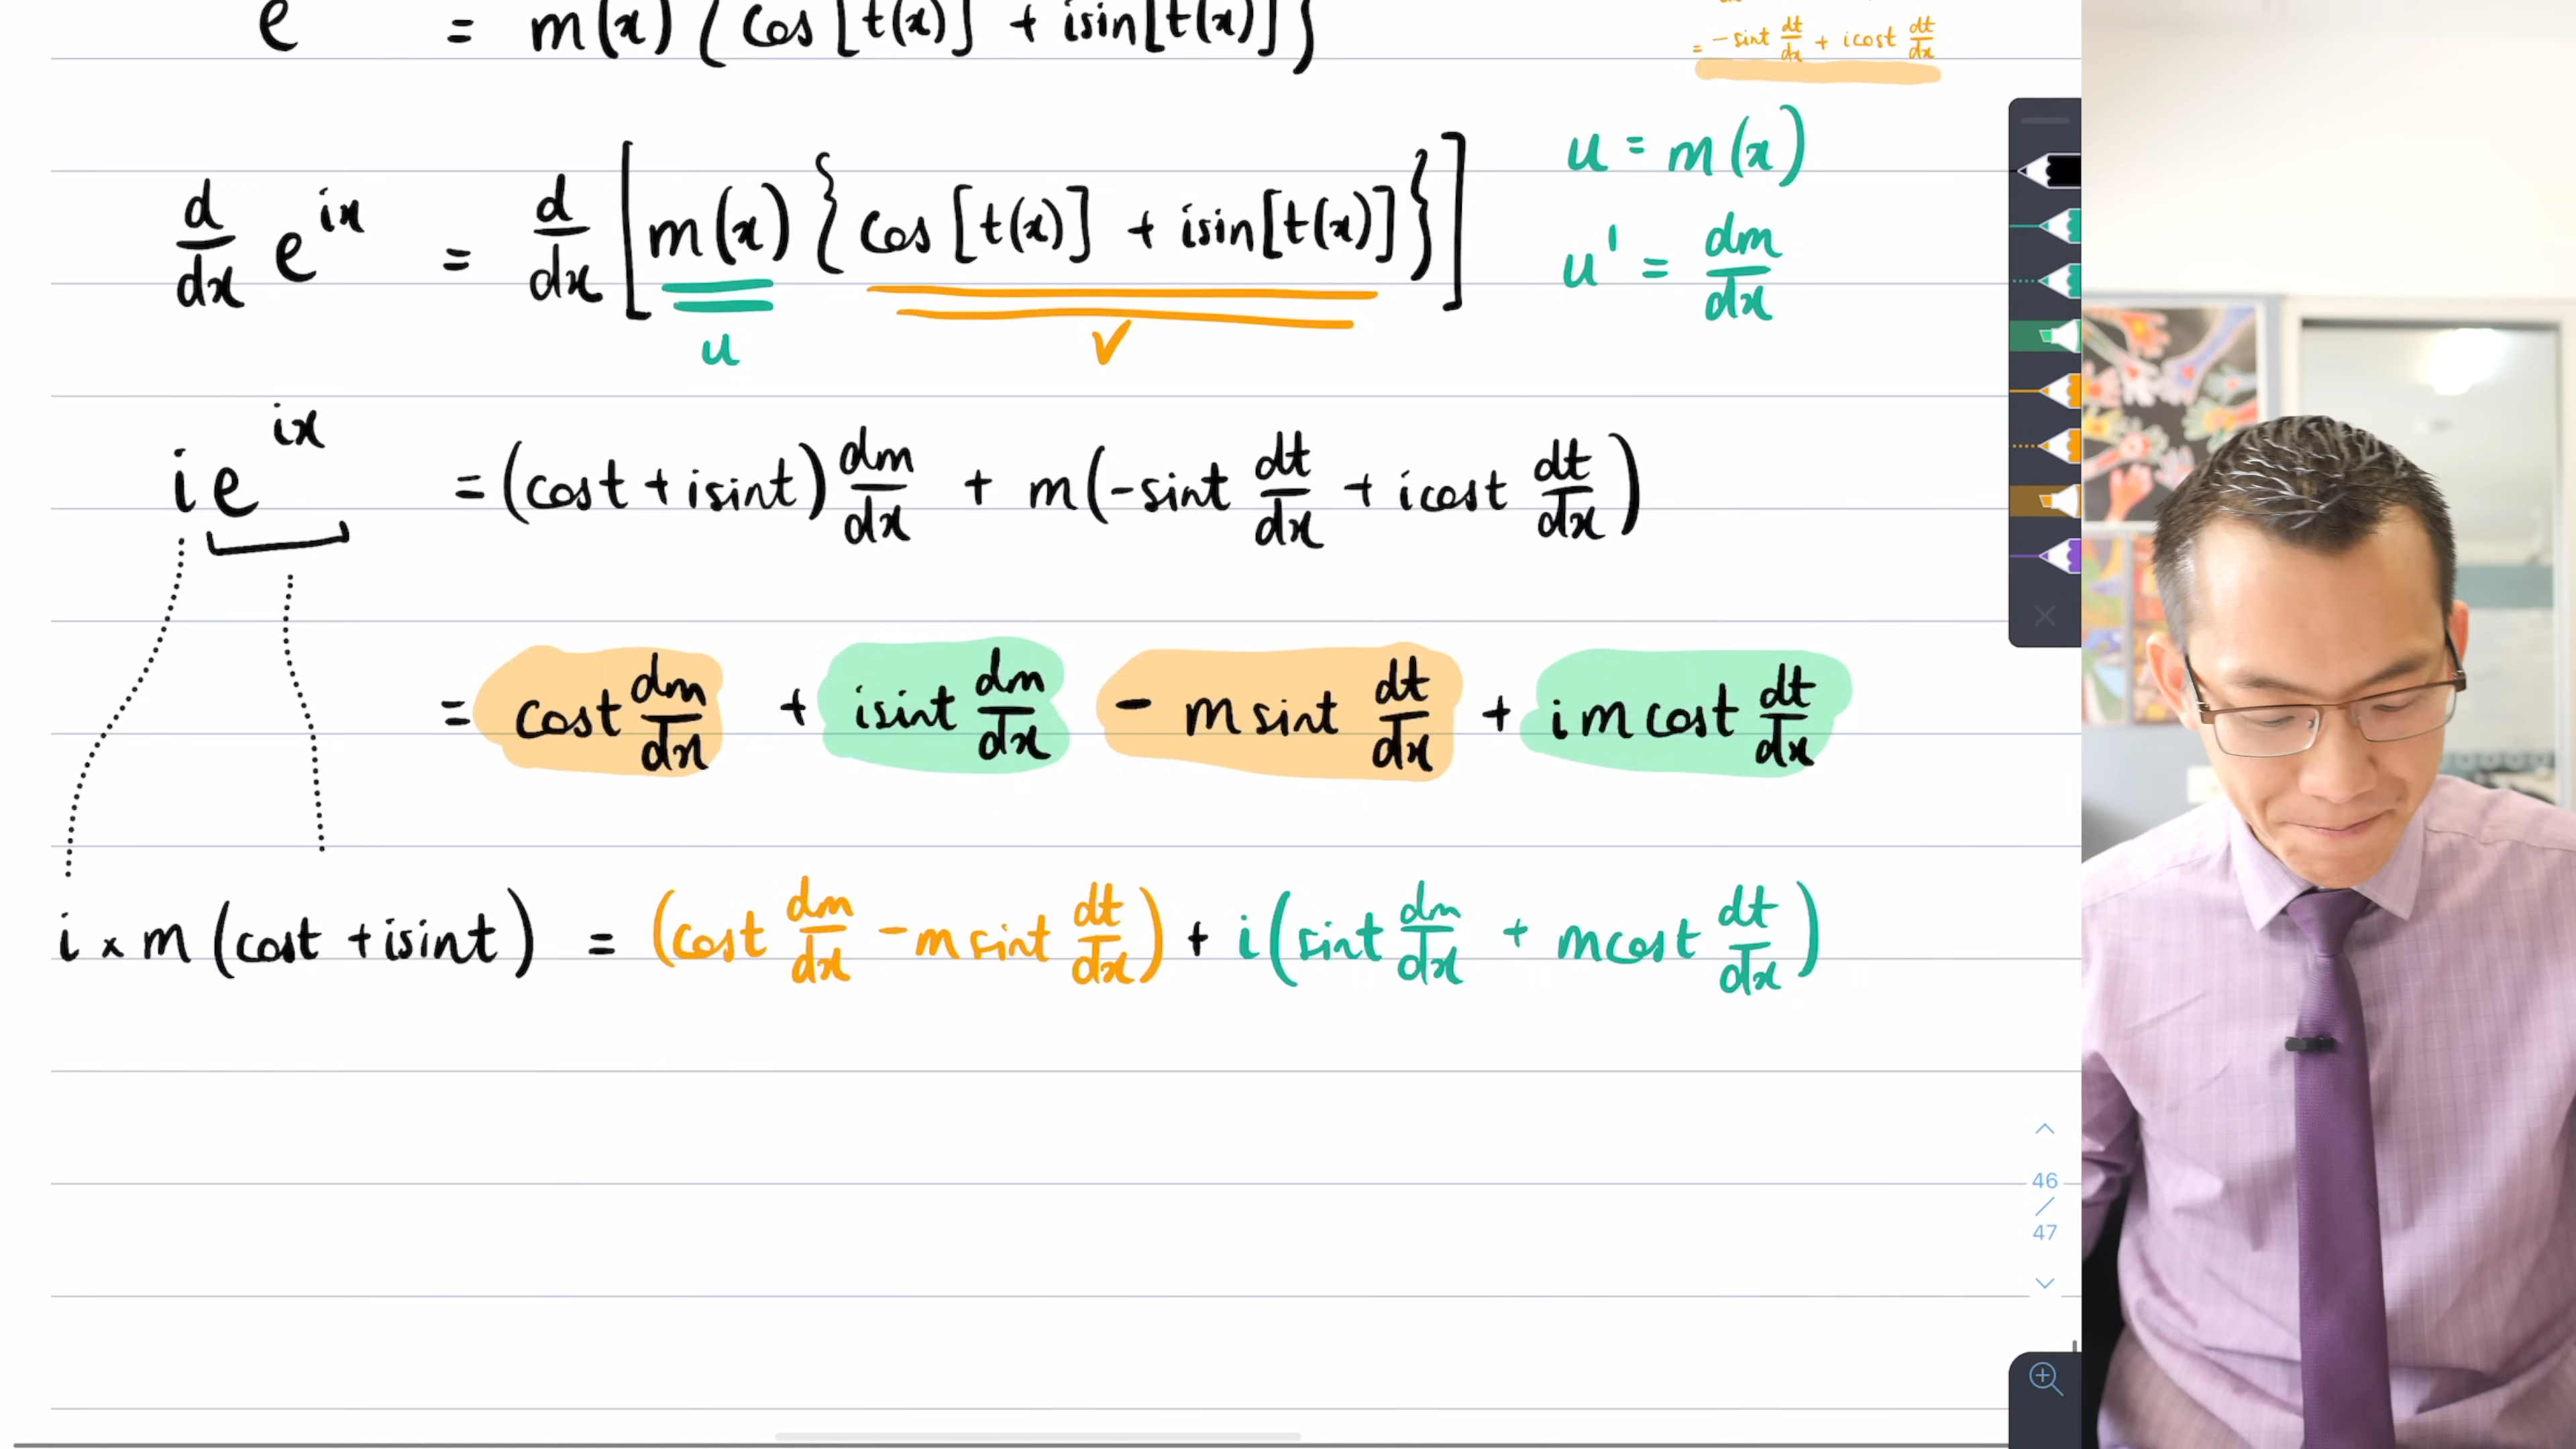 e = m(x) { cos [t(x)] + isin[t(x)] }
= -sint dt/dx + icost dt/dx
u = m(x)
d/dx e^ix = d/dx [ m(x) { cos [t(x)] + isin[t(x)] } ]
u' = dm/dx
u v
i e^ix = (cost + isint) dm/dx + m(-sint dt/dx + icost dt/dx)
= cost dm/dx + isint dm/dx - msint dt/dx + imcost dt/dx
i × m (cost + isint) = (cost dm/dx - msint dt/dx) + i(sint dm/dx + mcost dt/dx)
46
/
47